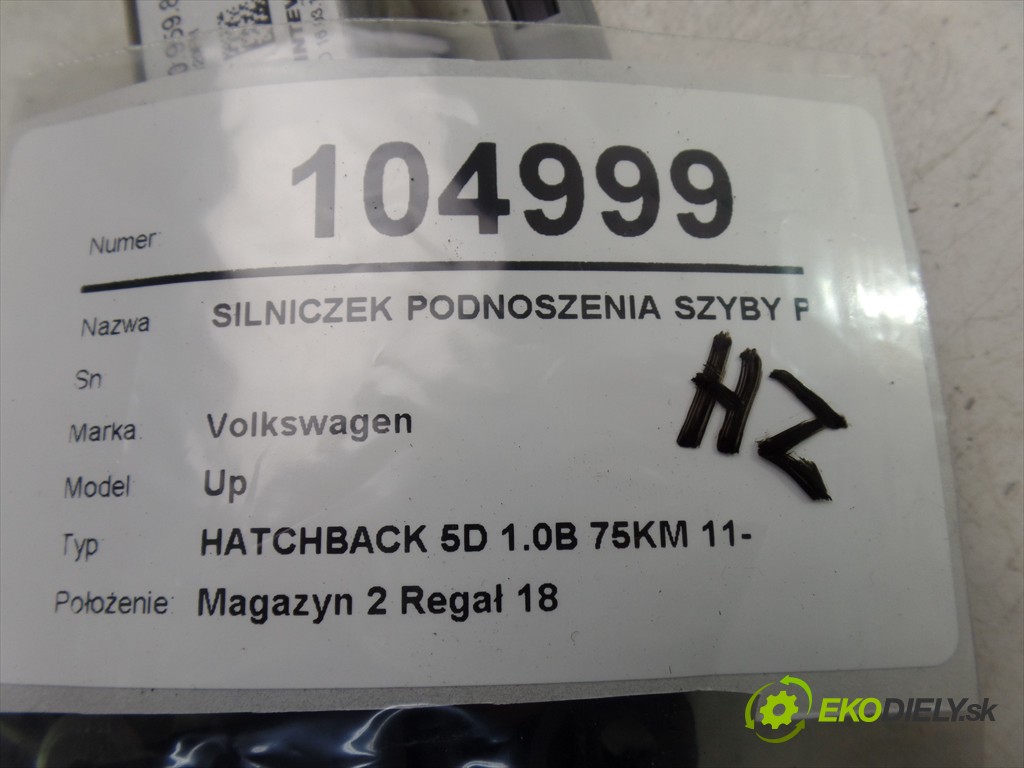 INTEV
Numer: 104999
Nazwa SILNICZEK PODNOSZENIA SZYBY P
Sn
Marka: Volkswagen
HZ
Model Up
Typ HATCHBACK 5D 1.0B 75KM 11-
Położenie: Magazyn 2 Regał 18
EKODIELY.sk